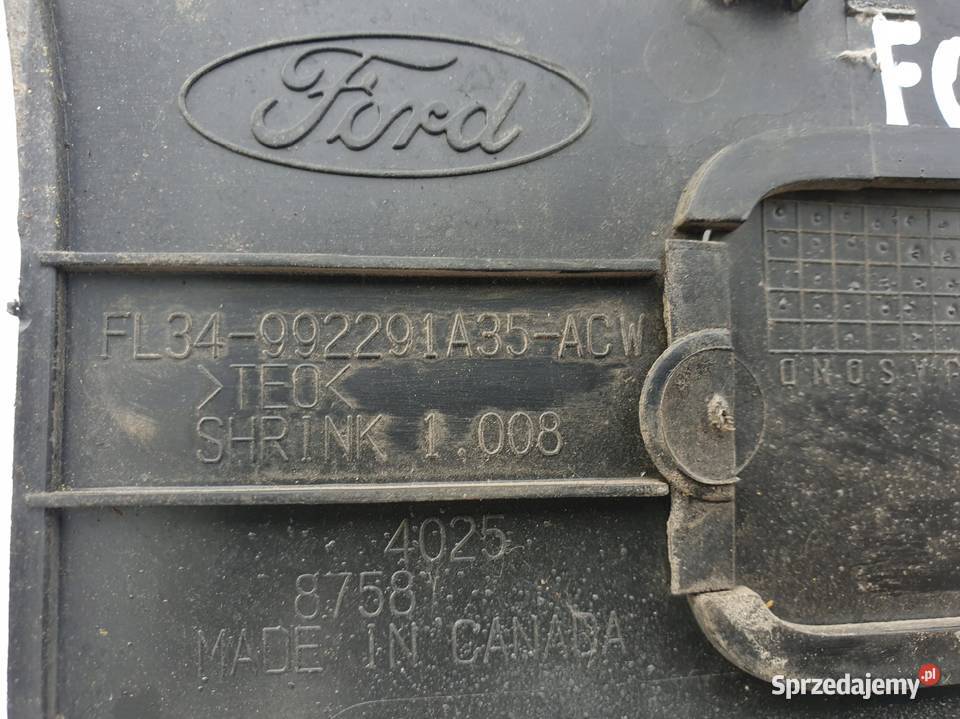 Ford
FL34-992291A35-ACW
>TEO<
SHRINK 1.008
J A S O N D
4025
8758
MADE IN CANADA
Sprzedajemy.pl